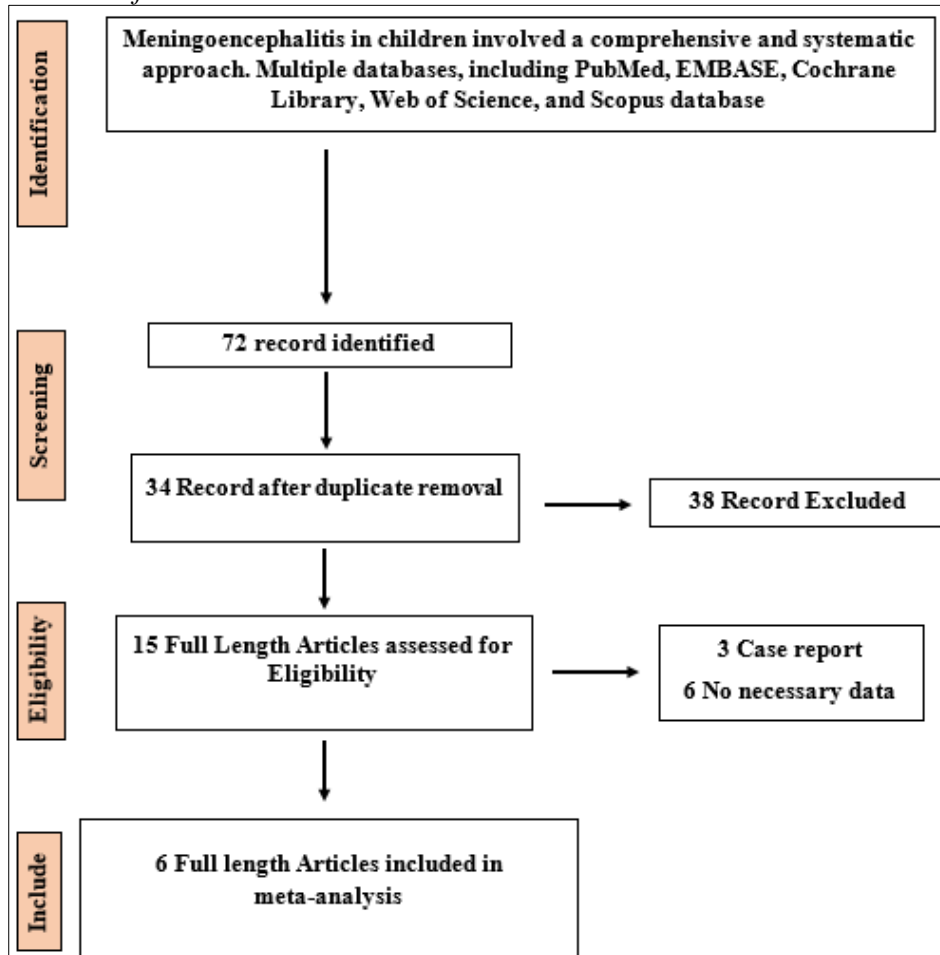 Identification
Meningoencephalitis in children involved a comprehensive and systematic
approach. Multiple databases, including PubMed, EMBASE, Cochrane
Library, Web of Science, and Scopus database
Screening
72 record identified
34 Record after duplicate removal
38 Record Excluded
Eligibility
15 Full Length Articles assessed for
Eligibility
3 Case report
6 No necessary data
Include
6 Full length Articles included in
meta-analysis